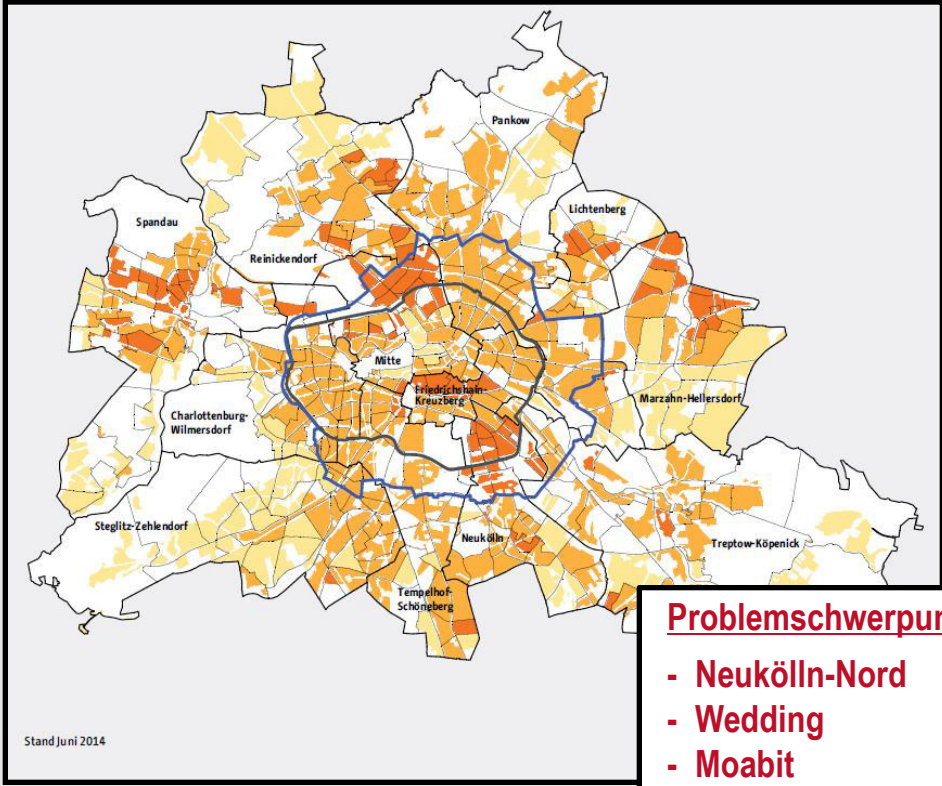 Pankow
Lichtenberg
Spandau
Reinickendorf
Mitte
Friedrichshain-
Kreuzberg
Marzahn-Hellersdorf
Charlottenburg-
Wilmersdorf
Steglitz-Zehlendorf
Neukölln
Treptow-Köpenick
Tempelhof-
Schöneberg
Stand Juni 2014
Problemschwerpun
- Neukölln-Nord
- Wedding
- Moabit